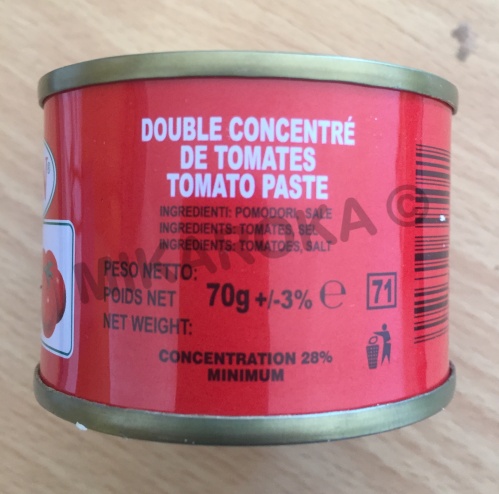 DOUBLE CONCENTRÉ
DE TOMATES
TOMATO PASTE
INGREDIENTI: POMODORI, SALE
INGREDIENTS: TOMATES, SEL
INGREDIENTS: TOMATOES, SALT
PESO NETTO:
POIDS NET
NET WEIGHT:
70g +/-3% ℮
71
CONCENTRATION 28%
MINIMUM
MIKAROKA ©